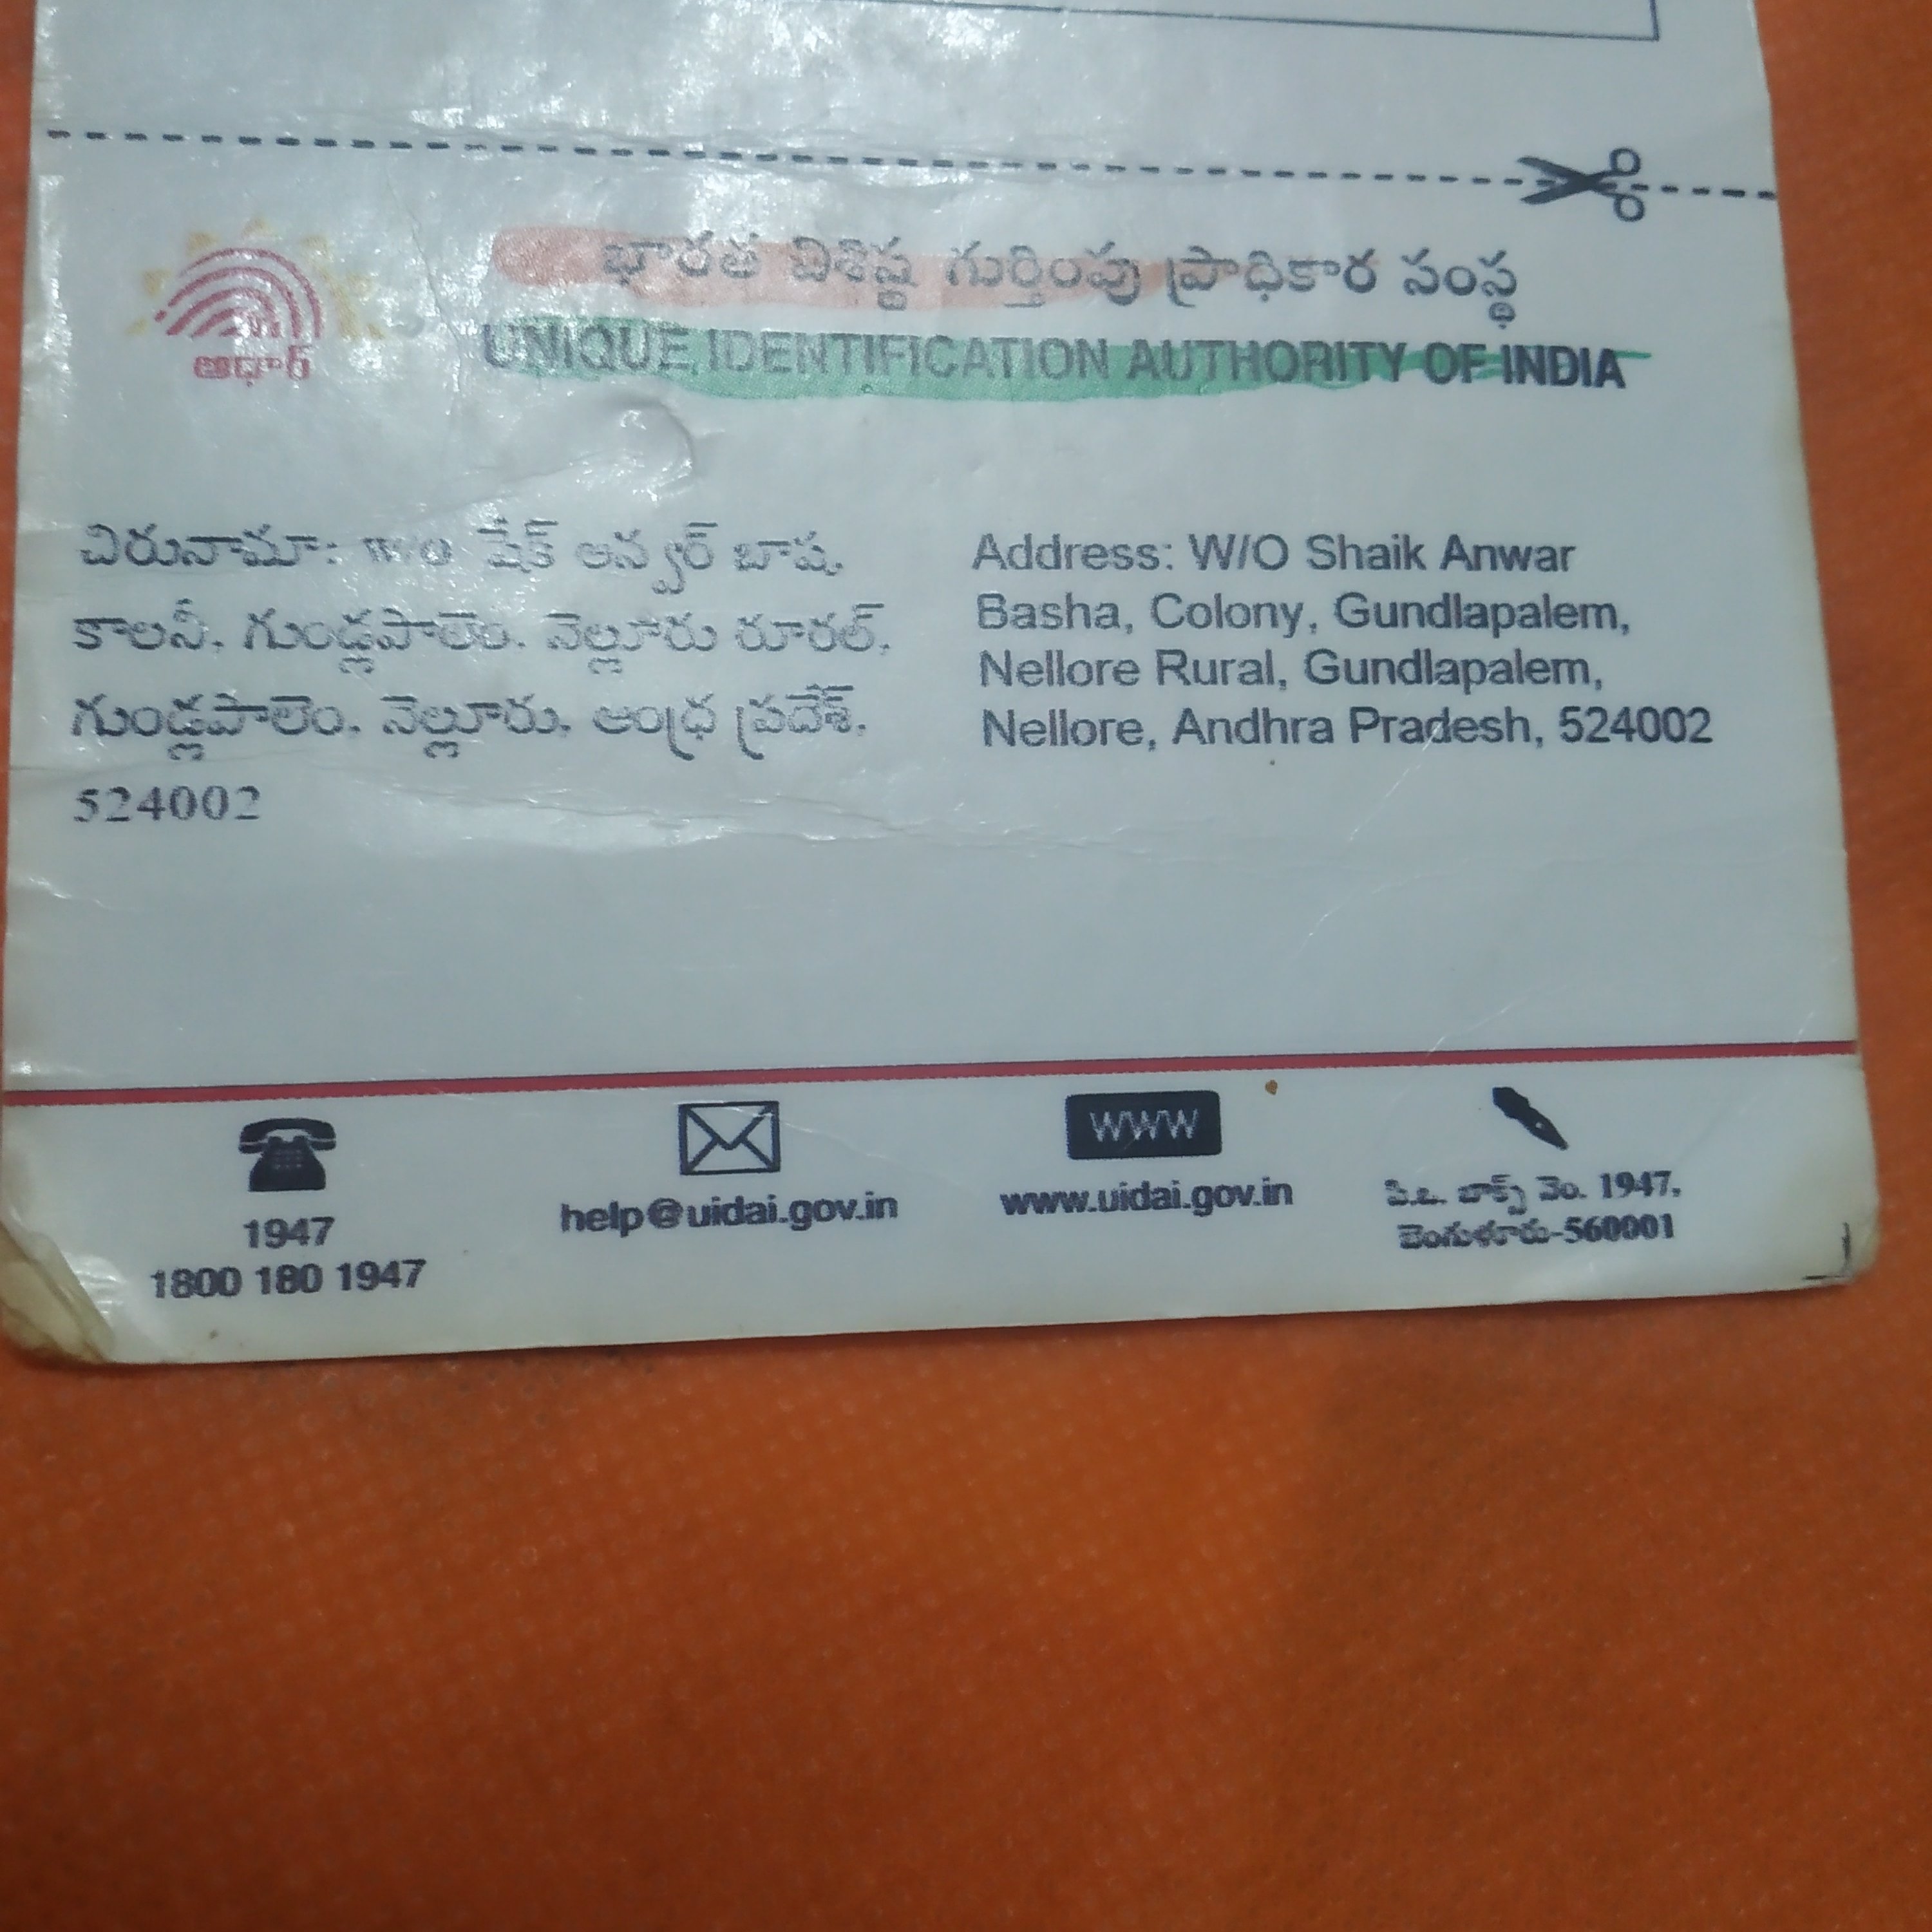 భారత విశిష్ట గుర్తింపు ప్రాధికార సంస్థ
UNIQUE IDENTIFICATION AUTHORITY OF INDIA
ఆధార్
చిరునామా: W/O షేక్ అన్వర్ బాష,
కాలనీ, గుండ్లపాలెం, నెల్లూరు రూరల్,
గుండ్లపాలెం, నెల్లూరు, ఆంధ్ర ప్రదేశ్,
524002
Address: W/O Shaik Anwar
Basha, Colony, Gundlapalem,
Nellore Rural, Gundlapalem,
Nellore, Andhra Pradesh, 524002
1947
1800 180 1947
help@uidai.gov.in
WWW
www.uidai.gov.in
పి.బి. బాక్స్ నెం. 1947,
బెంగుళూరు-560001